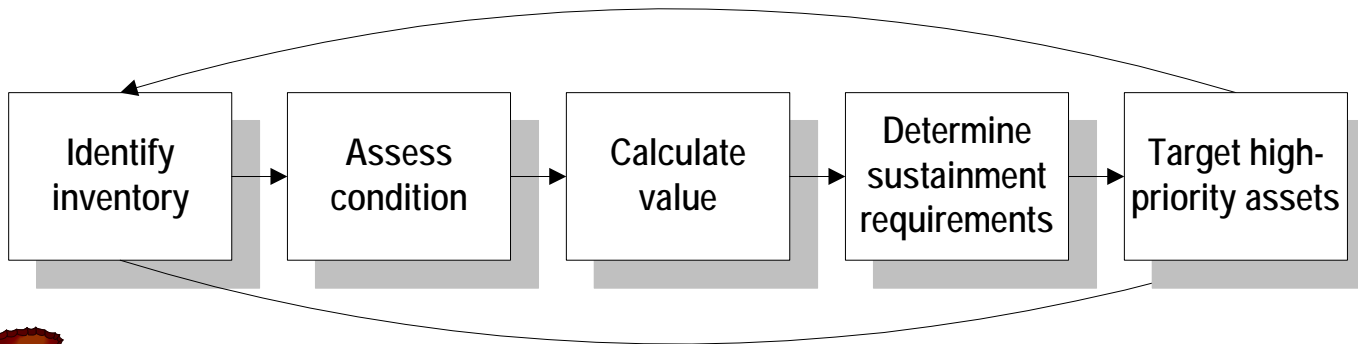 Identify
inventory
Assess
condition
Calculate
value
Determine
sustainment
requirements
Target high-
priority assets